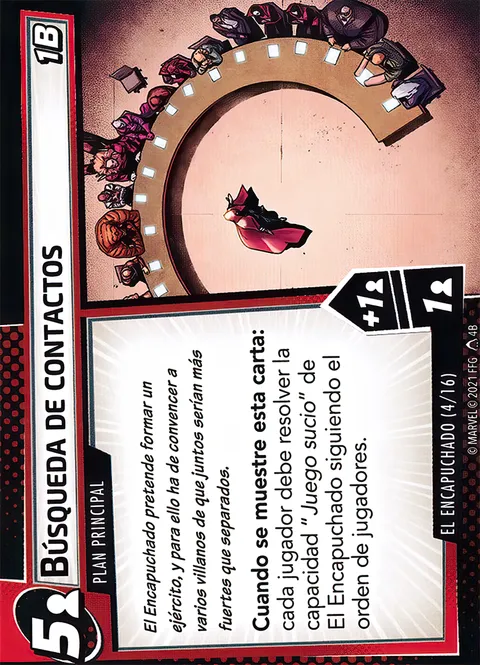 5
BÚSQUEDA DE CONTACTOS
1B
PLAN PRINCIPAL
El Encapuchado pretende formar un
ejército, y para ello ha de convencer a
varios villanos de que juntos serían más
fuertes que separados.
Cuando se muestre esta carta:
cada jugador debe resolver la
capacidad "Juego sucio" de
El Encapuchado siguiendo el
orden de jugadores.
+1
1
EL ENCAPUCHADO (4/16)
© MARVEL © 2021 FFG 4B